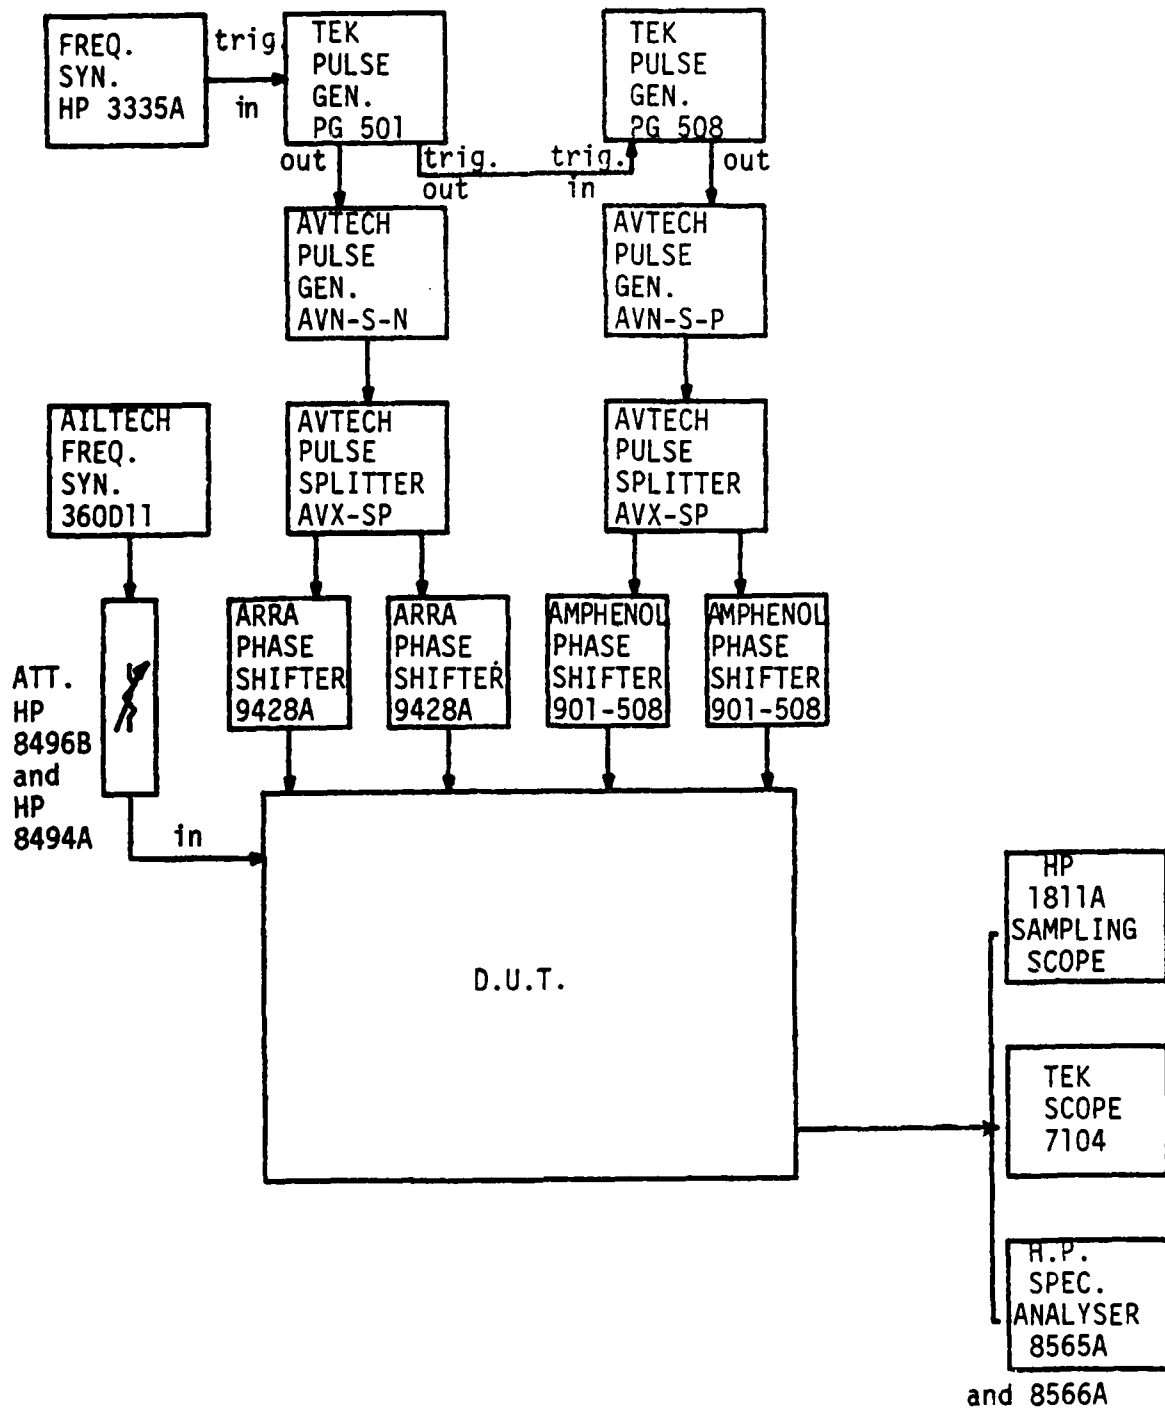 FREQ.
SYN.
HP 3335A
trig.
in
TEK
PULSE
GEN.
PG 501
TEK
PULSE
GEN.
PG 508
out
trig.
out
trig.
in
out
AVTECH
PULSE
GEN.
AVN-S-N
AVTECH
PULSE
GEN.
AVN-S-P
AILTECH
FREQ.
SYN.
360D11
AVTECH
PULSE
SPLITTER
AVX-SP
AVTECH
PULSE
SPLITTER
AVX-SP
ATT.
HP
8496B
and
HP
8494A
ARRA
PHASE
SHIFTER
9428A
ARRA
PHASE
SHIFTER
9428A
AMPHENOL
PHASE
SHIFTER
901-508
AMPHENOL
PHASE
SHIFTER
901-508
in
D.U.T.
HP
1811A
SAMPLING
SCOPE
TEK
SCOPE
7104
H.P.
SPEC.
ANALYSER
8565A
and 8566A